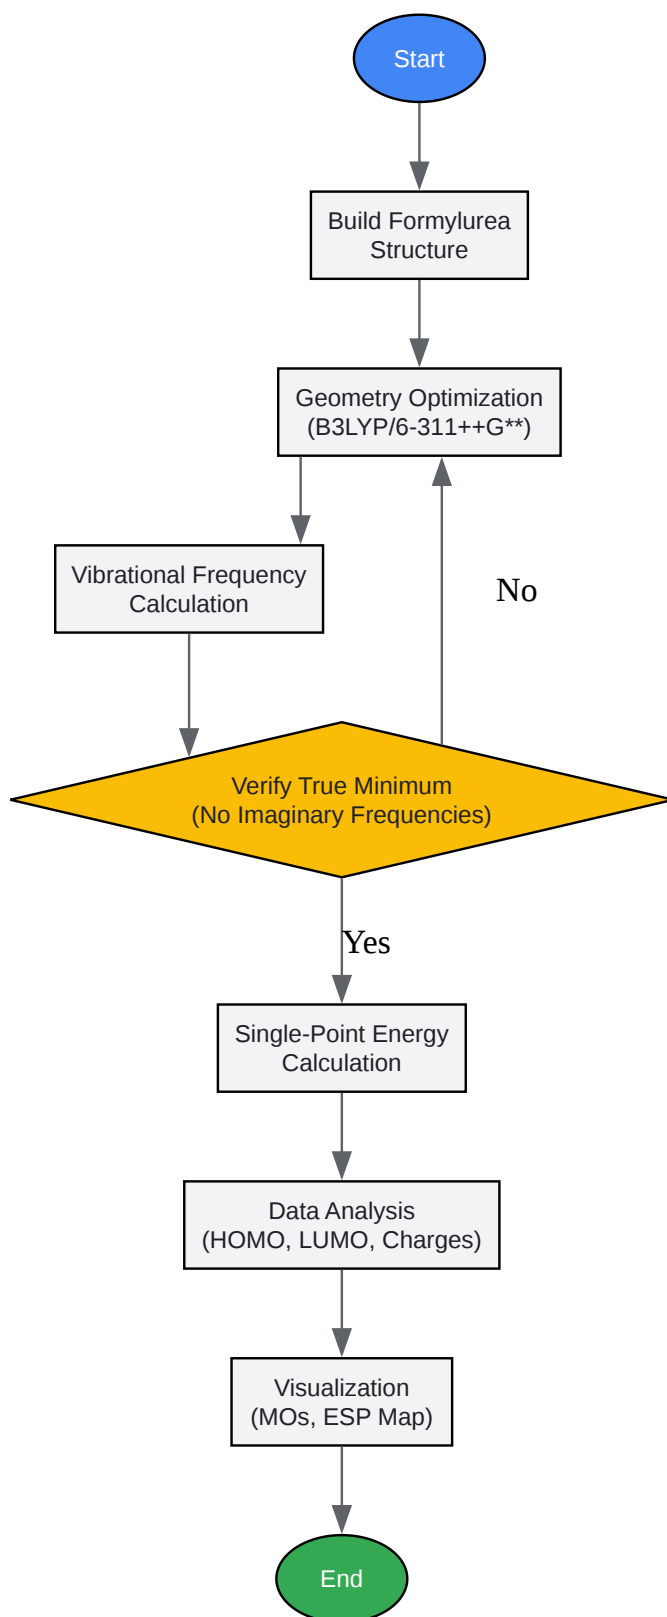 Start
Build Formylurea
Structure
Geometry Optimization
(B3LYP/6-311++G**)
Vibrational Frequency
Calculation
No
Verify True Minimum
(No Imaginary Frequencies)
Yes
Single-Point Energy
Calculation
Data Analysis
(HOMO, LUMO, Charges)
Visualization
(MOs, ESP Map)
End